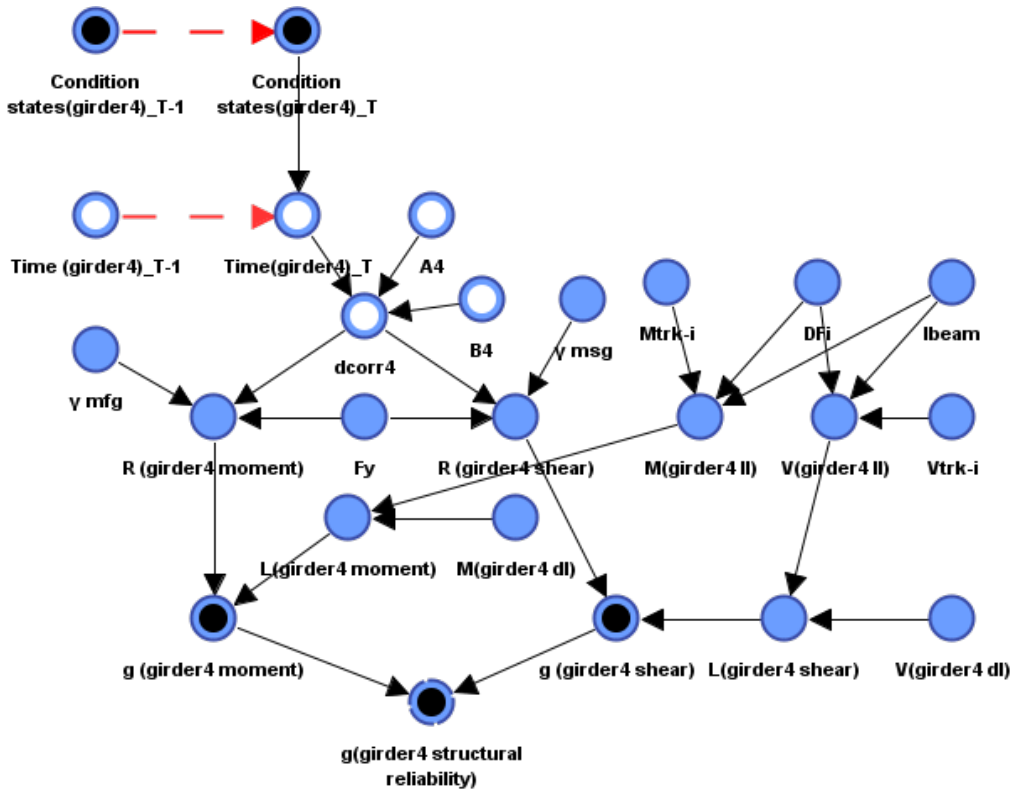 Condition
states(girder4)_T-1
Condition
states(girder4)_T
Time (girder4)_T-1
Time(girder4)_T
A4
Mtrk-i
DFi
Ibeam
B4
γ msg
dcorr4
γ mfg
R (girder4 moment)
Fy
R (girder4 shear)
M(girder4 ll)
V(girder4 ll)
Vtrk-i
L(girder4 moment)
M(girder4 dl)
g (girder4 moment)
g (girder4 shear)
L(girder4 shear)
V(girder4 dl)
g(girder4 structural
reliability)